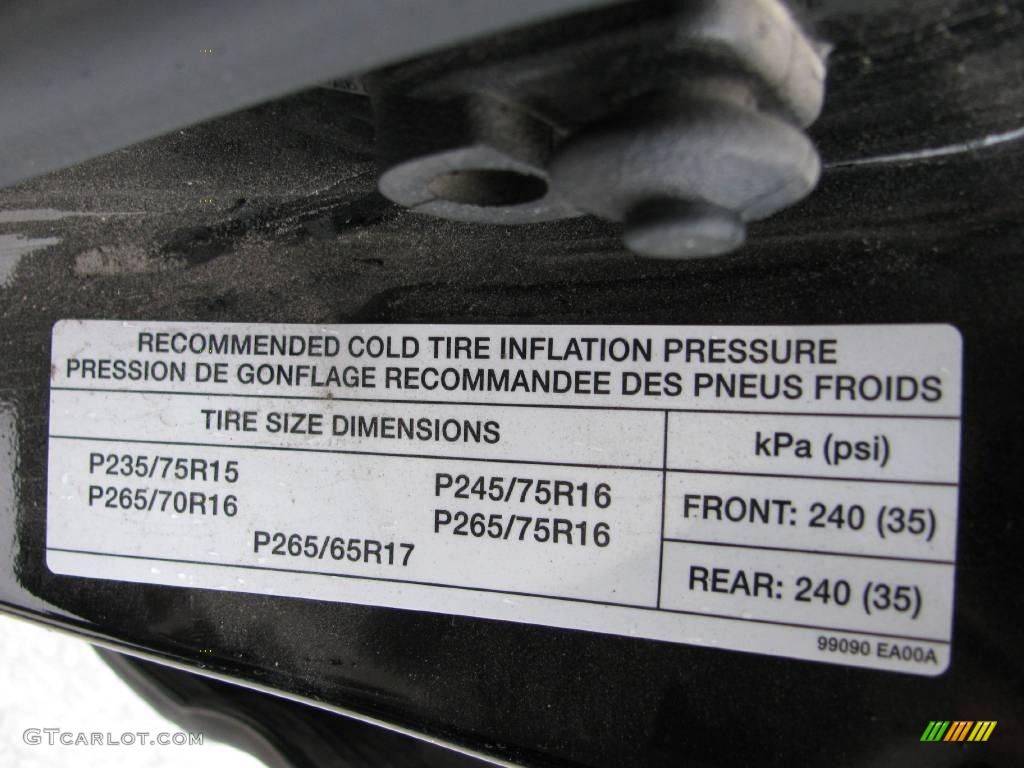 RECOMMENDED COLD TIRE INFLATION PRESSURE
PRESSION DE GONFLAGE RECOMMANDEE DES PNEUS FROIDS
TIRE SIZE DIMENSIONS
kPa (psi)
P235/75R15
P245/75R16
P265/70R16
P265/75R16
P265/65R17
FRONT: 240 (35)
REAR: 240 (35)
99090 EA00A
GTCARLOT.COM